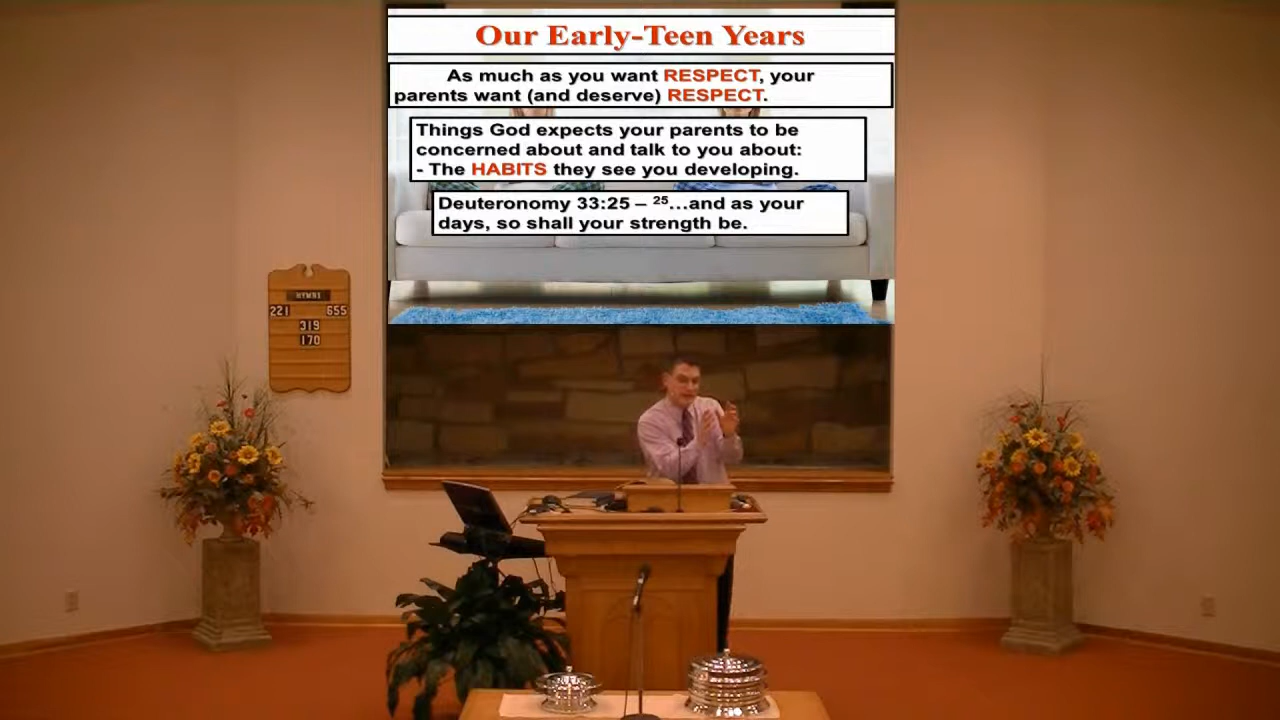 Our Early-Teen Years
As much as you want RESPECT, your
parents want (and deserve) RESPECT.
Things God expects your parents to be
concerned about and talk to you about:
- The HABITS they see you developing.
Deuteronomy 33:25 – ²⁵…and as your
days, so shall your strength be.
HYMNS
221 655
319
170